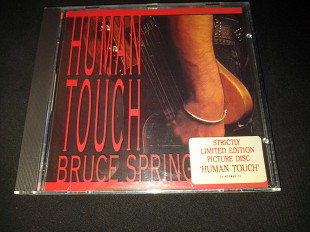 HUMAN
TOUCH
BRUCE SPRING
STRICTLY
LIMITED EDITION
PICTURE DISC
'HUMAN TOUCH'